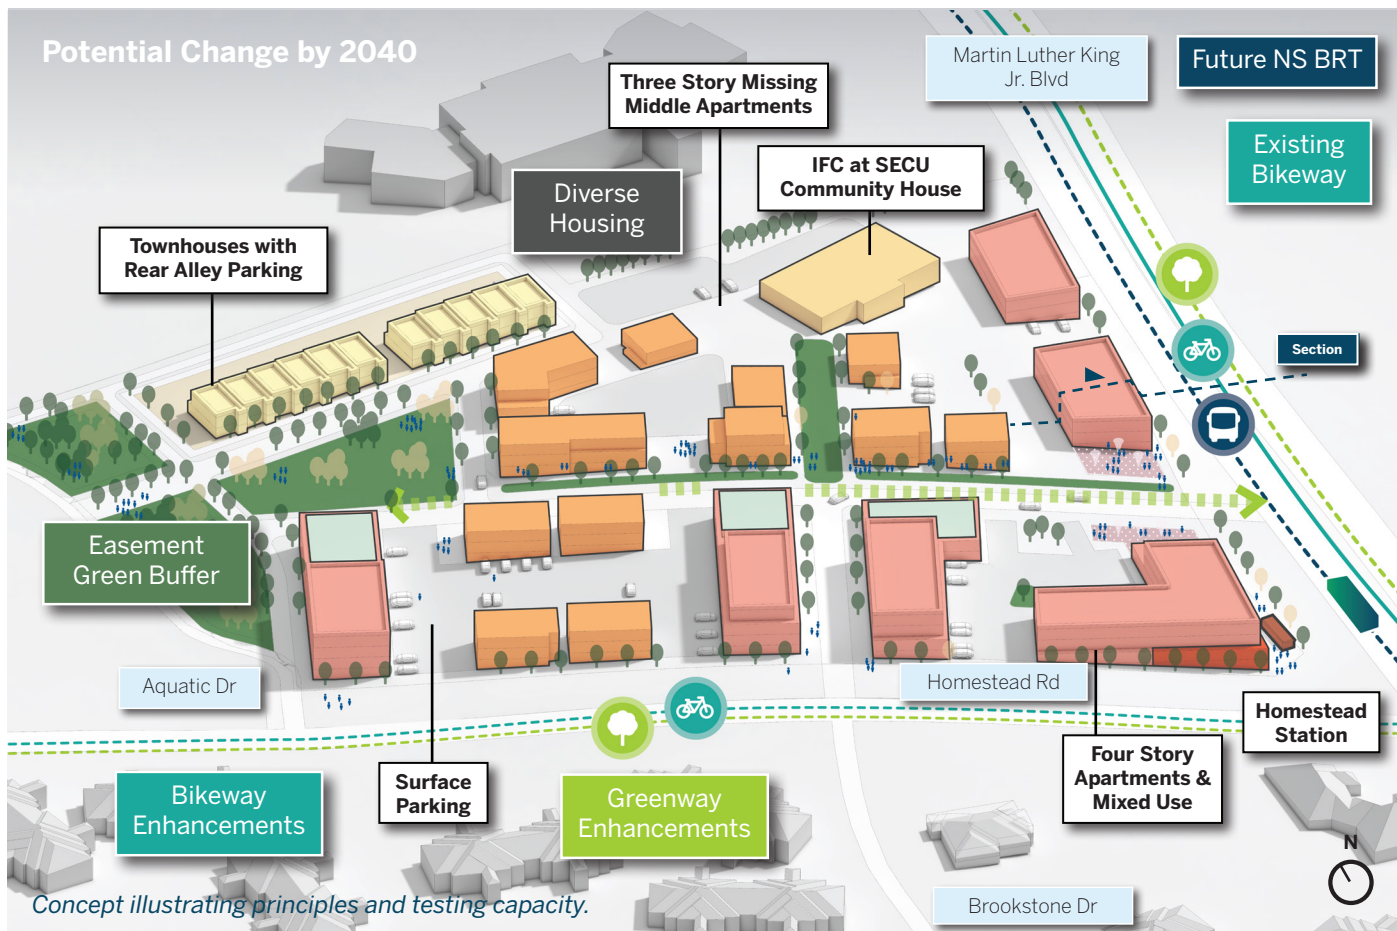 Potential Change by 2040
Martin Luther King
Jr. Blvd
Future NS BRT
Three Story Missing
Middle Apartments
Existing
Bikeway
IFC at SECU
Community House
Diverse
Housing
Townhouses with
Rear Alley Parking
Section
Easement
Green Buffer
Aquatic Dr
Homestead Rd
Homestead
Station
Four Story
Apartments &
Mixed Use
Surface
Parking
Bikeway
Enhancements
Greenway
Enhancements
N
Concept illustrating principles and testing capacity.
Brookstone Dr